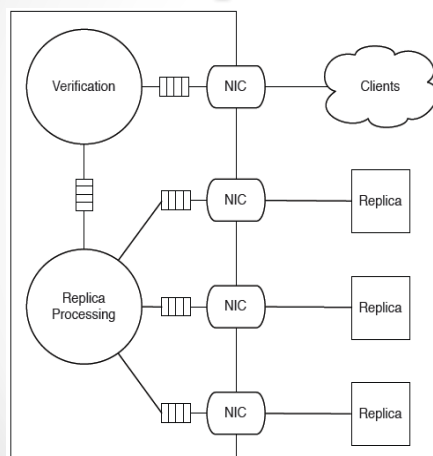 Verification
NIC
Clients
NIC
Replica
Replica
Processing
NIC
Replica
NIC
Replica